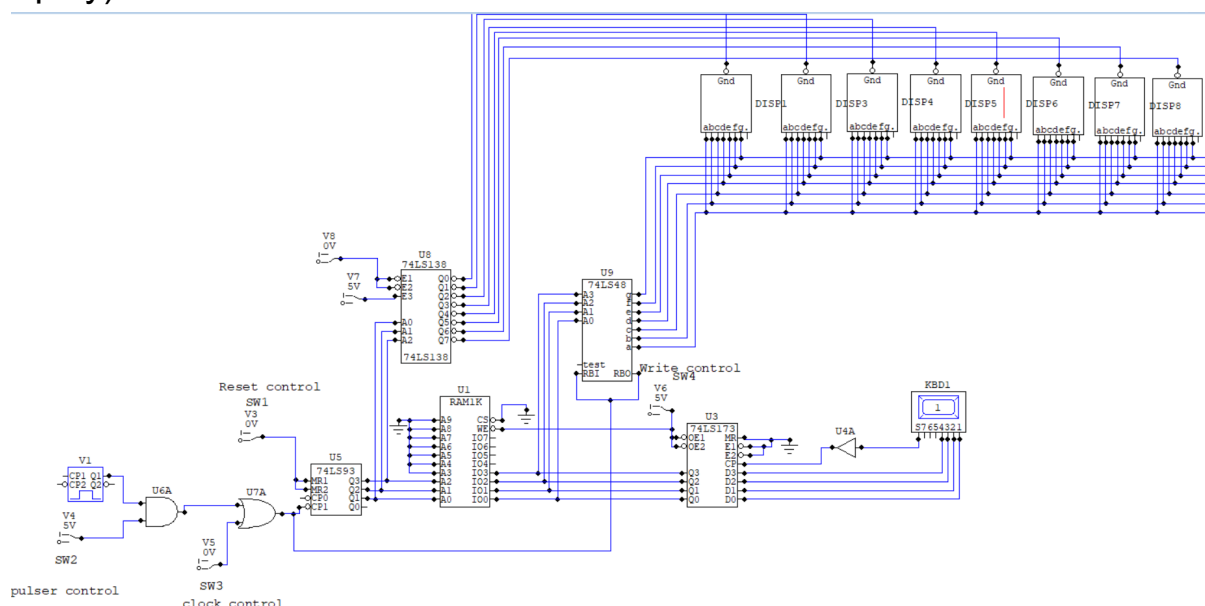 Gnd Gnd Gnd Gnd Gnd Gnd Gnd Gnd
DISP1 DISP3 DISP4 DISP5 DISP6 DISP7 DISP8
abcdefg. abcdefg. abcdefg. abcdefg. abcdefg. abcdefg. abcdefg. abcdefg.
V8
0V
V7
5V
U8
74LS138
E1 Q0
E2 Q1
E3 Q2
Q3
Q4
A0 Q5
A1 Q6
A2 Q7
74LS138
U9
74LS48
A3 g
A2 f
A1 e
A0 d
c
b
a
test
RBI RBO
Write control
SW4
V6
5V
Reset control
SW1
V3
0V
U1
RAM1K
A9 CS
A8 WE
A7 IO7
A6 IO6
A5 IO5
A4 IO4
A3 IO3
A2 IO2
A1 IO1
A0 IO0
U3
74LS173
OE1 MR
OE2 E1
E2
CP
Q3 D3
Q2 D2
Q1 D1
Q0 D0
U4A
KBD1
1
S7654321
V1
CP1 Q1
CP2 Q2
U6A
U7A
U5
74LS93
MR1 Q3
MR2 Q2
CP0 Q1
CP1 Q0
V4
5V
SW2
V5
0V
SW3
pulser control
clock control